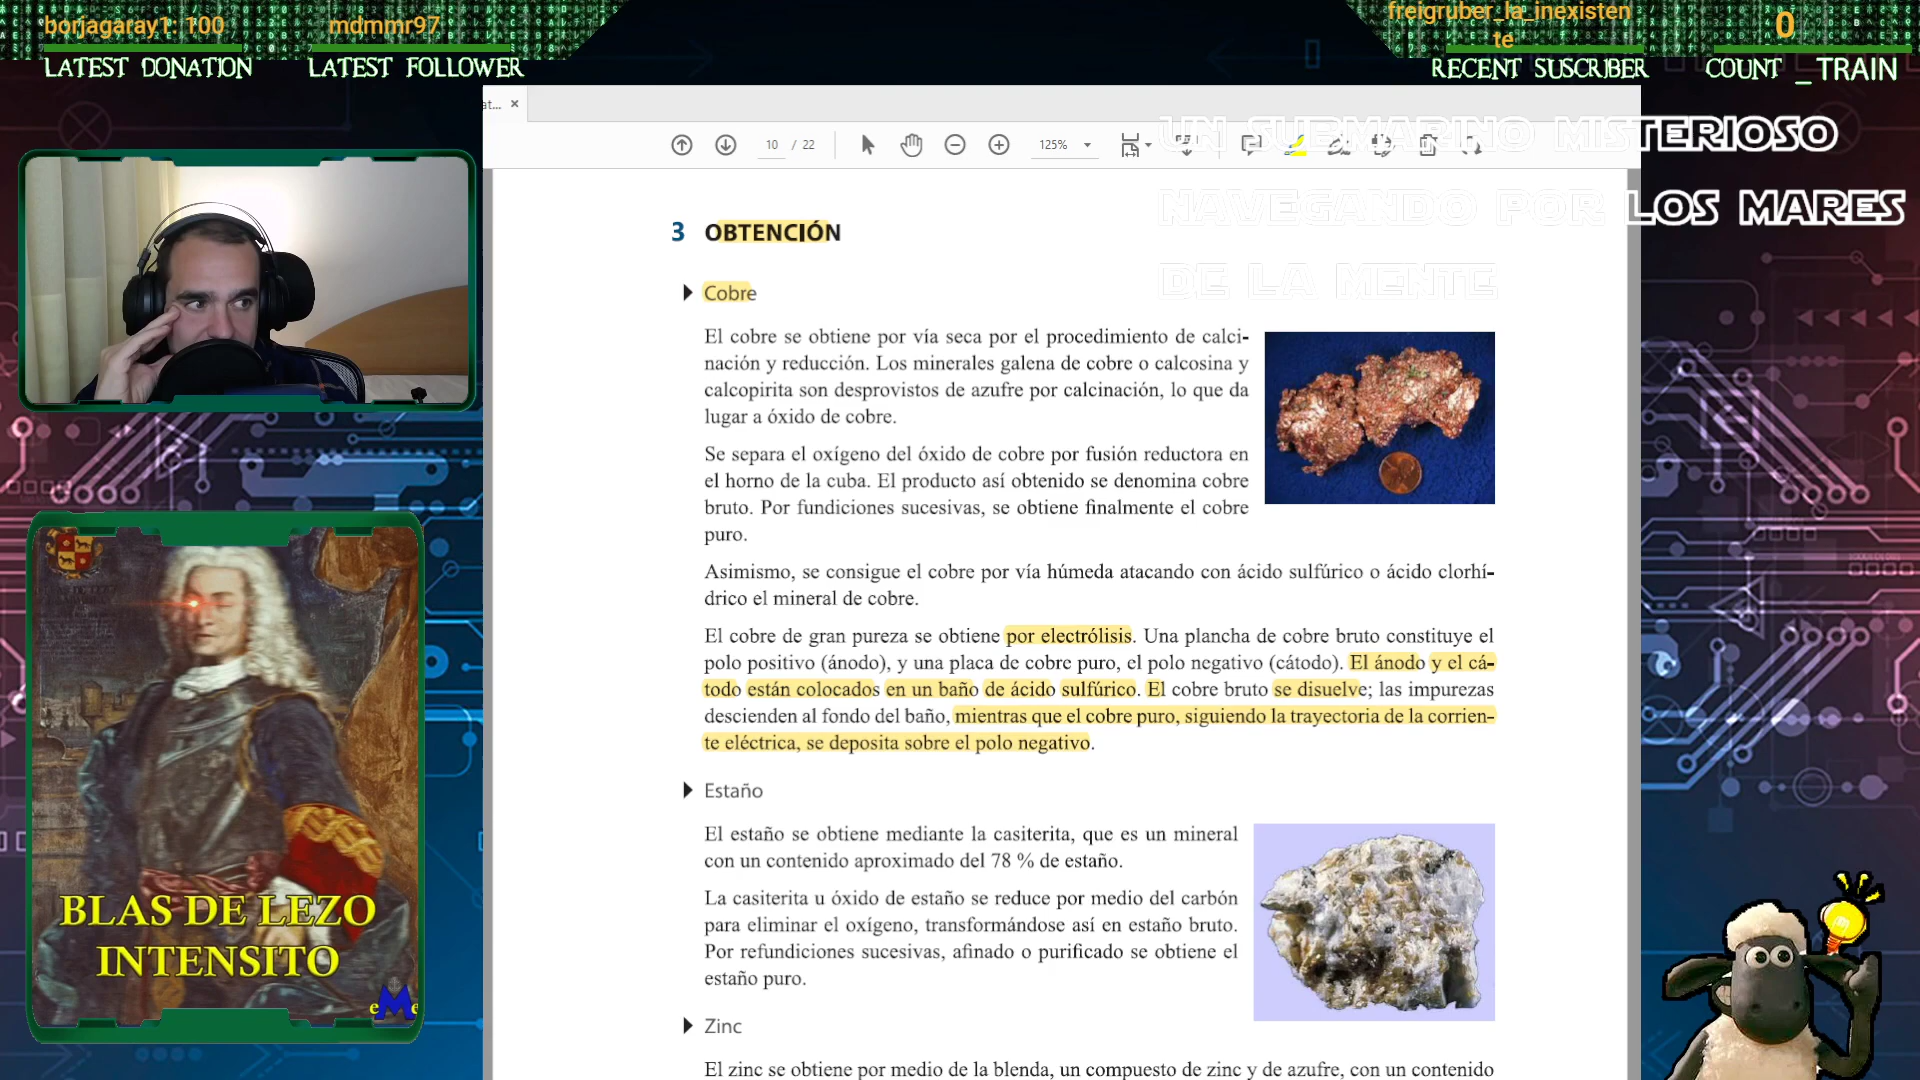 borjagaray1: 100
LATEST DONATION
mdmmr97
LATEST FOLLOWER
freigruber_la_inexisten
te
RECENT SUSCRIBER
0
COUNT _TRAIN
at... ×
10 / 22
125%
UN SUBMARINO MISTERIOSO
NAVEGANDO POR LOS MARES
DE LA MENTE
3 OBTENCIÓN
Cobre
El cobre se obtiene por vía seca por el procedimiento de calci-
nación y reducción. Los minerales galena de cobre o calcosina y
calcopirita son desprovistos de azufre por calcinación, lo que da
lugar a óxido de cobre.
Se separa el oxígeno del óxido de cobre por fusión reductora en
el horno de la cuba. El producto así obtenido se denomina cobre
bruto. Por fundiciones sucesivas, se obtiene finalmente el cobre
puro.
Asimismo, se consigue el cobre por vía húmeda atacando con ácido sulfúrico o ácido clorhí-
drico el mineral de cobre.
El cobre de gran pureza se obtiene por electrólisis. Una plancha de cobre bruto constituye el
polo positivo (ánodo), y una placa de cobre puro, el polo negativo (cátodo). El ánodo y el cá-
todo están colocados en un baño de ácido sulfúrico. El cobre bruto se disuelve; las impurezas
descienden al fondo del baño, mientras que el cobre puro, siguiendo la trayectoria de la corrien-
te eléctrica, se deposita sobre el polo negativo.
Estaño
El estaño se obtiene mediante la casiterita, que es un mineral
con un contenido aproximado del 78 % de estaño.
La casiterita u óxido de estaño se reduce por medio del carbón
para eliminar el oxígeno, transformándose así en estaño bruto.
Por refundiciones sucesivas, afinado o purificado se obtiene el
estaño puro.
Zinc
El zinc se obtiene por medio de la blenda, un compuesto de zinc y de azufre, con un contenido
BLAS DE LEZO
INTENSITO
eMe